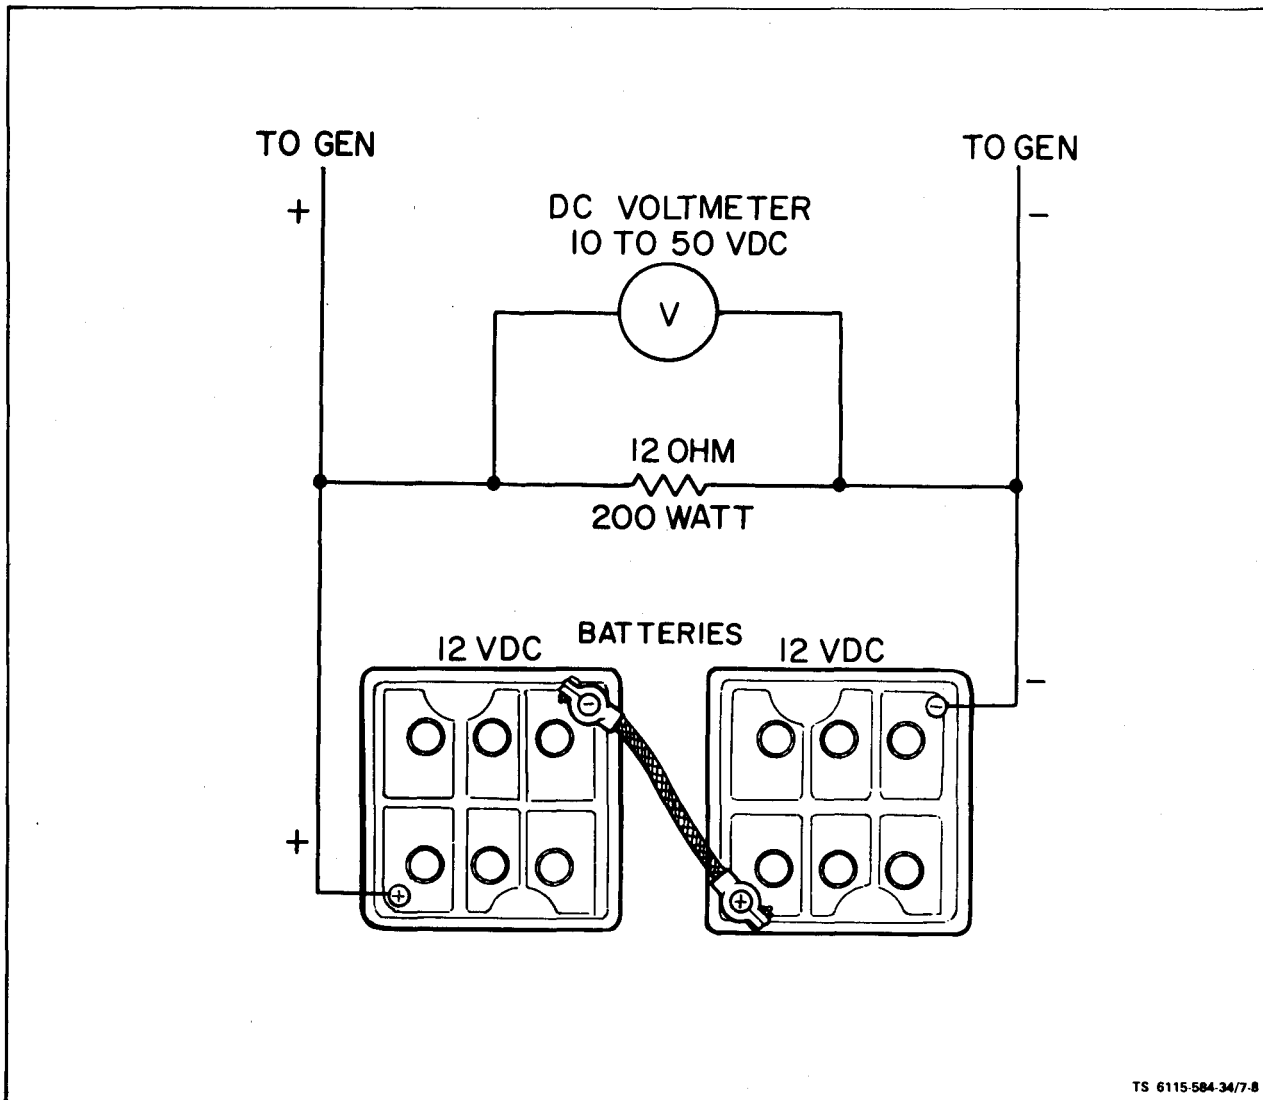 TO GEN
TO GEN
+
-
DC VOLTMETER
10 TO 50 VDC
V
12 OHM
200 WATT
BATTERIES
12 VDC
12 VDC
-
-
-
+
+
+
TS 6115-584-34/7-8